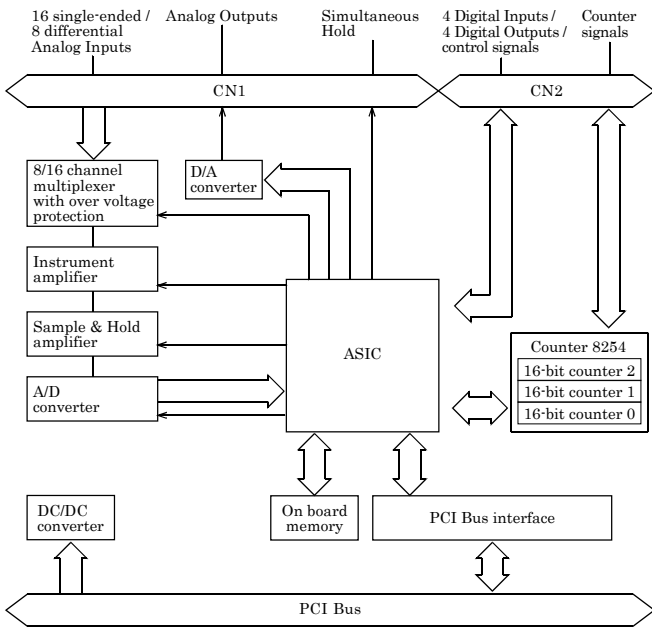 16 single-ended /
8 differential
Analog Inputs
Analog Outputs
Simultaneous
Hold
4 Digital Inputs /
4 Digital Outputs /
control signals
Counter
signals
CN1
CN2
8/16 channel
multiplexer
with over voltage
protection
D/A
converter
Instrument
amplifier
Sample & Hold
amplifier
A/D
converter
ASIC
Counter 8254
16-bit counter 2
16-bit counter 1
16-bit counter 0
DC/DC
converter
On board
memory
PCI Bus interface
PCI Bus